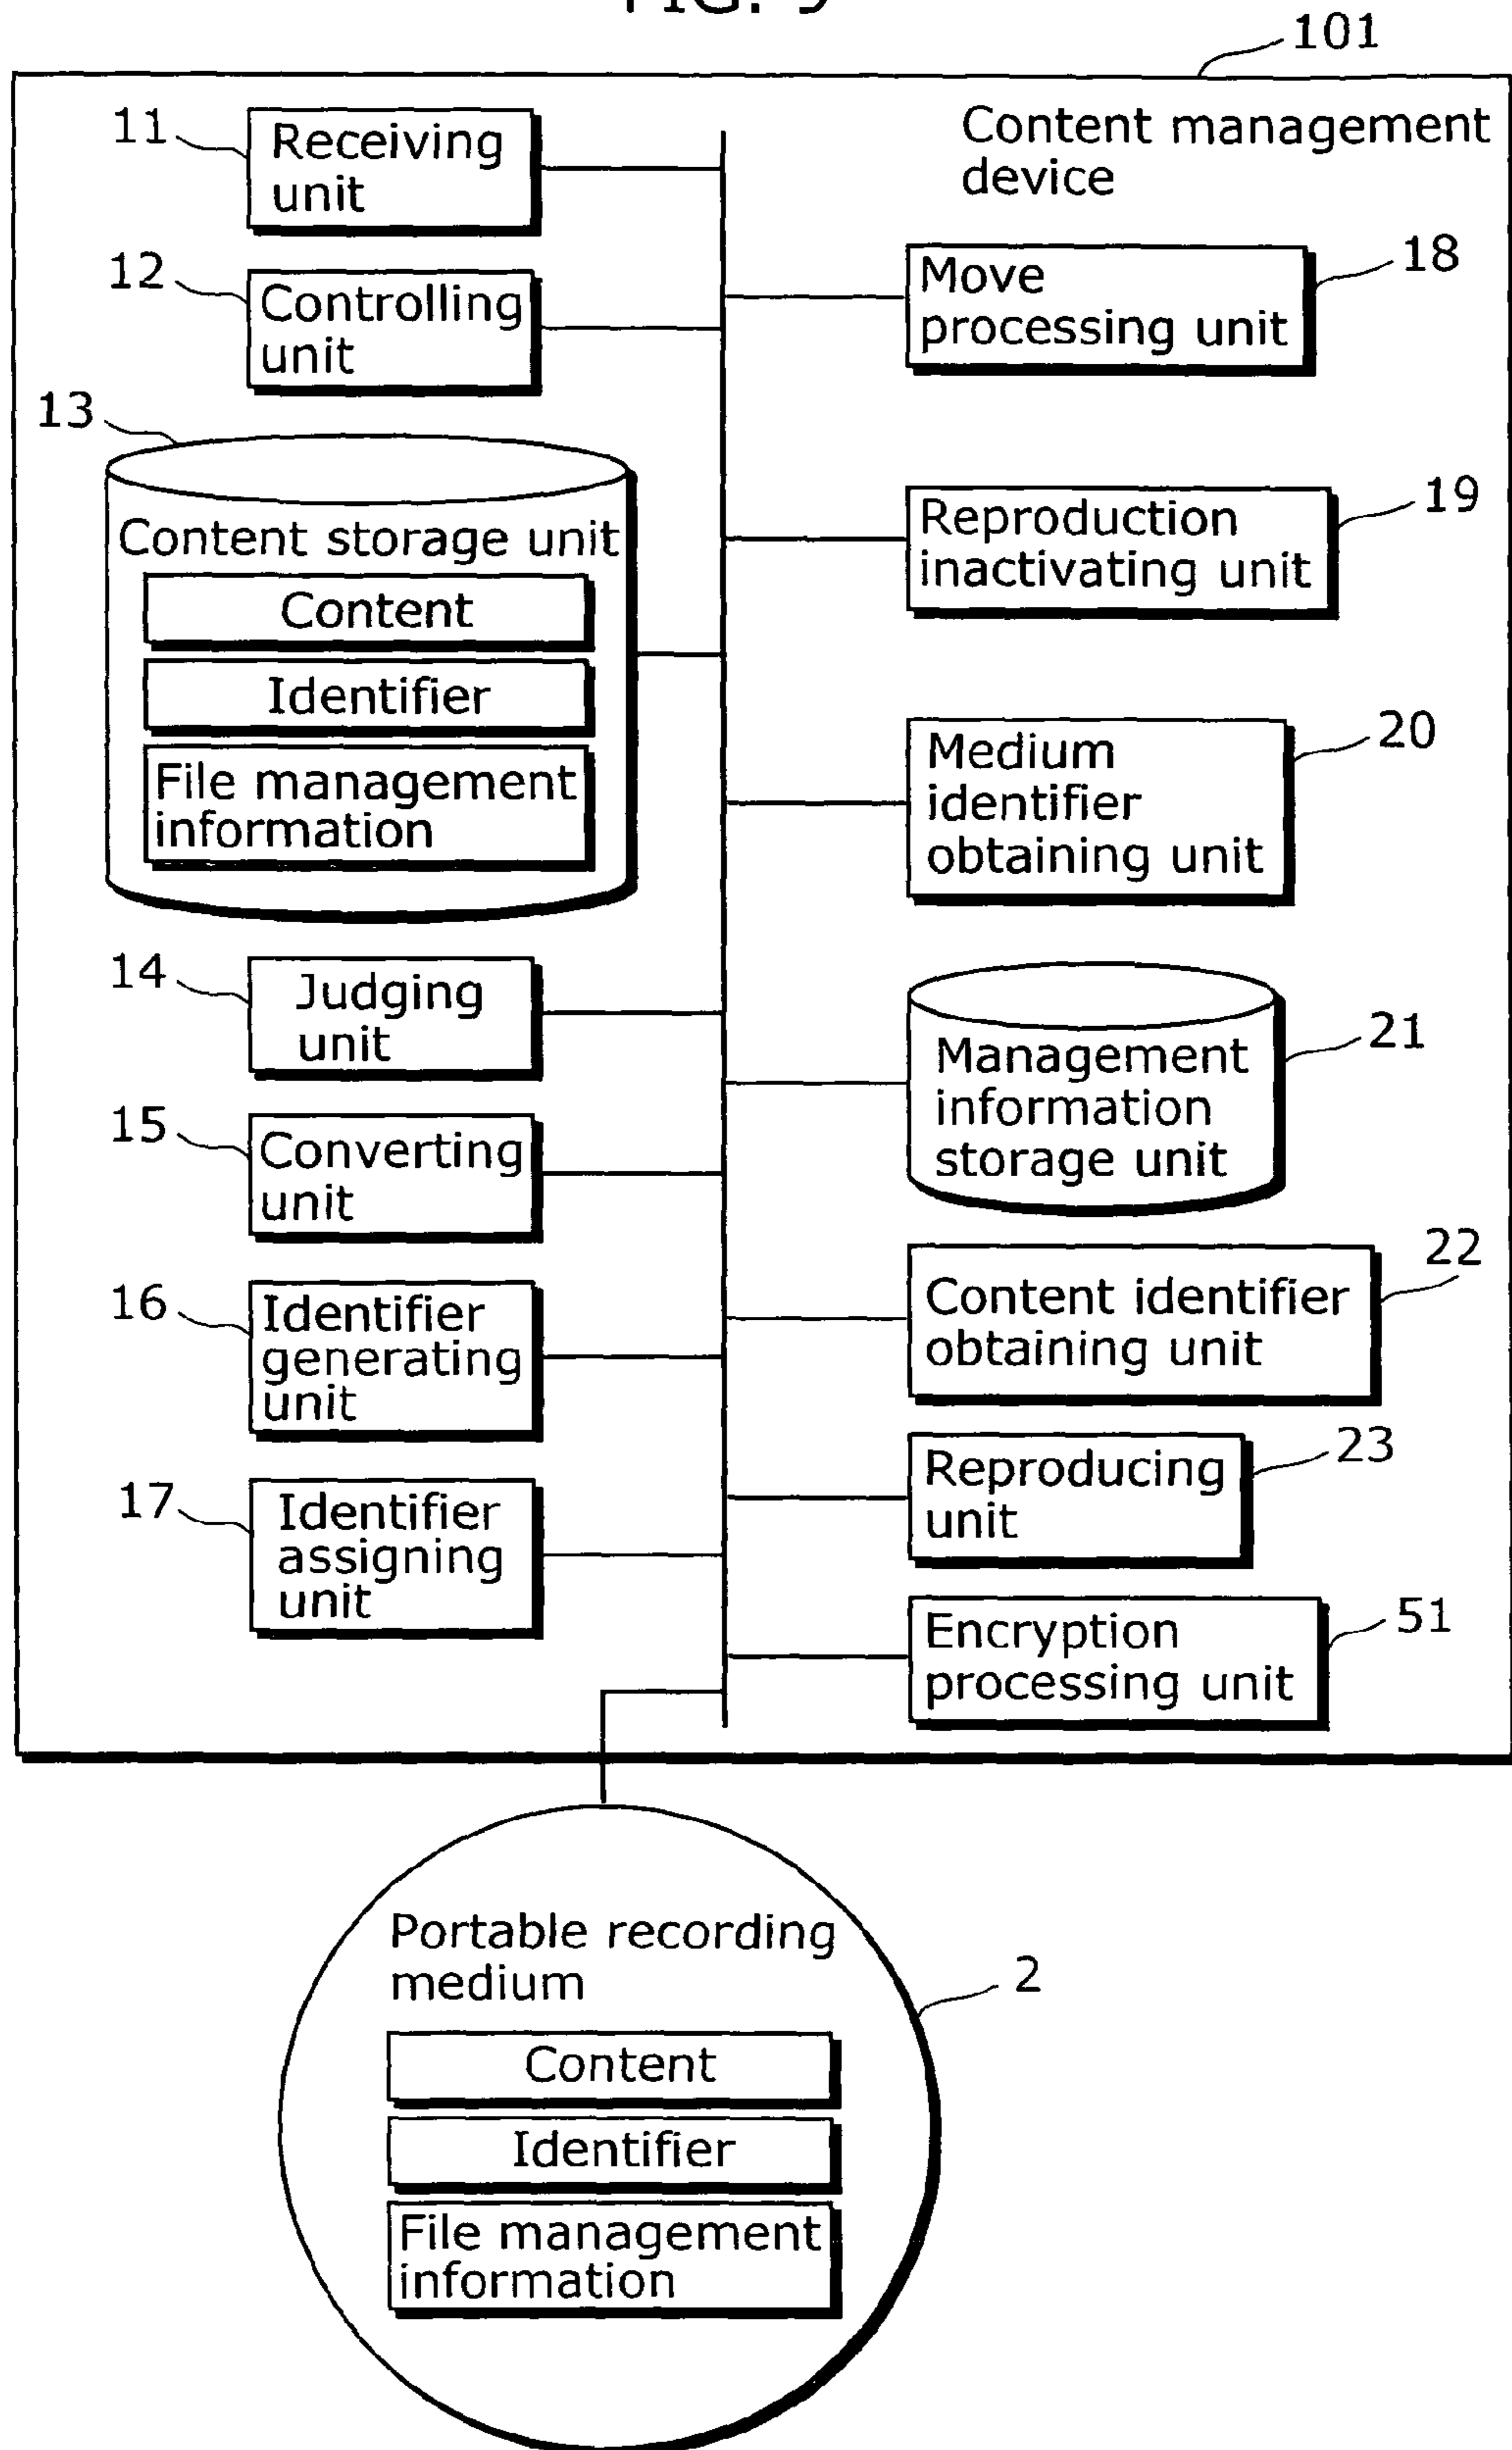 FIG. 9
101
Content management
device
11
Receiving
unit
12
Controlling
unit
13
Content storage unit
Content
Identifier
File management
information
14
Judging
unit
15
Converting
unit
16
Identifier
generating
unit
17
Identifier
assigning
unit
18
Move
processing unit
19
Reproduction
inactivating unit
20
Medium
identifier
obtaining unit
21
Management
information
storage unit
22
Content identifier
obtaining unit
23
Reproducing
unit
51
Encryption
processing unit
Portable recording
medium
2
Content
Identifier
File management
information